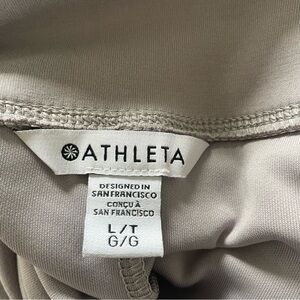 ATHLETA
DESIGNED IN
SAN FRANCISCO
CONÇU À
SAN FRANCISCO
L/T
G/G